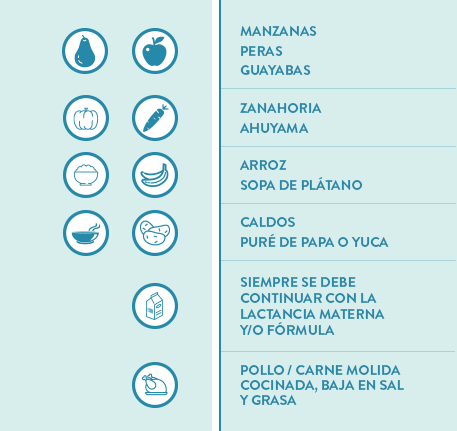 MANZANAS
PERAS
GUAYABAS
ZANAHORIA
AHUYAMA
ARROZ
SOPA DE PLÁTANO
CALDOS
PURÉ DE PAPA O YUCA
SIEMPRE SE DEBE
CONTINUAR CON LA
LACTANCIA MATERNA
Y/O FÓRMULA
POLLO / CARNE MOLIDA
COCINADA, BAJA EN SAL
Y GRASA